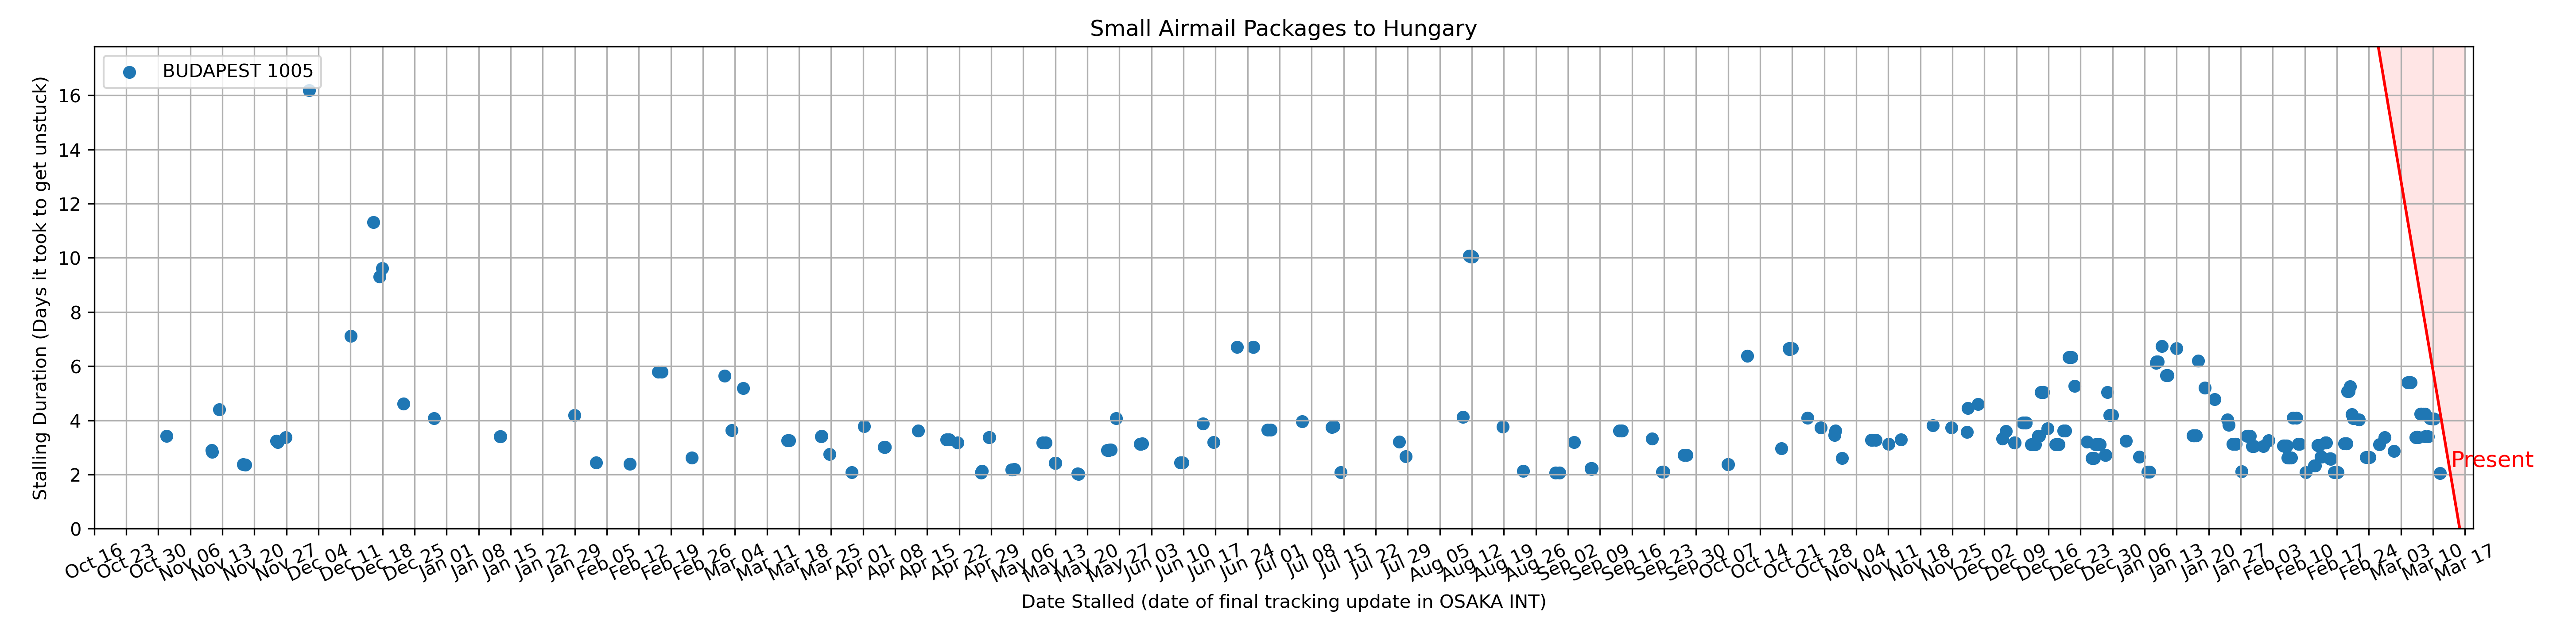 Small Airmail Packages to Hungary
BUDAPEST 1005
Stalling Duration (Days it took to get unstuck)
16
14
12
10
8
6
4
2
0
Present
Oct 16 Oct 23 Oct 30 Nov 06 Nov 13 Nov 20 Nov 27 Dec 04 Dec 11 Dec 18 Dec 25 Jan 01 Jan 08 Jan 15 Jan 22 Jan 29 Feb 05 Feb 12 Feb 19 Feb 26 Mar 04 Mar 11 Mar 18 Mar 25 Apr 01 Apr 08 Apr 15 Apr 22 Apr 29 May 06 May 13 May 20 May 27 Jun 03 Jun 10 Jun 17 Jun 24 Jul 01 Jul 08 Jul 15 Jul 22 Jul 29 Aug 05 Aug 12 Aug 19 Aug 26 Sep 02 Sep 09 Sep 16 Sep 23 Sep 30 Oct 07 Oct 14 Oct 21 Oct 28 Nov 04 Nov 11 Nov 18 Nov 25 Dec 02 Dec 09 Dec 16 Dec 23 Dec 30 Jan 06 Jan 13 Jan 20 Jan 27 Feb 03 Feb 10 Feb 17 Feb 24 Mar 03 Mar 10 Mar 17
Date Stalled (date of final tracking update in OSAKA INT)